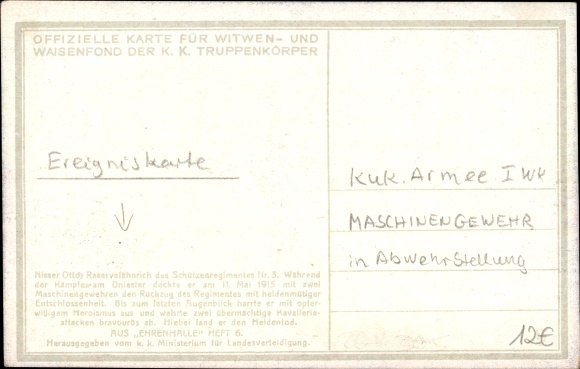 OFFIZIELLE KARTE FÜR WITWEN- UND
WAISENFOND DER K. K. TRUPPENKÖRPER
Ereigniskarte
↓
KuK. Armee I WK
MASCHINENGEWEHR
in Abwehrstellung
Nieser Otto, Reservefähnrich des Schützenregimentes Nr. 3. Während
der Kämpfe am Dniester deckte er am 11. Mai 1915 mit zwei
Maschinengewehren den Rückzug des Regimentes mit heldenmütiger
Entschlossenheit. Bis zum letzten Augenblick harrte er mit opfer-
willigem Heroismus aus und wehrte zwei übermächtige Kavallerie-
attacken bravourös ab. Hiebei fand er den Heldentod.
AUS „EHRENHALLE" HEFT 6.
Herausgegeben vom k. k. Ministerium für Landesverteidigung.
12€